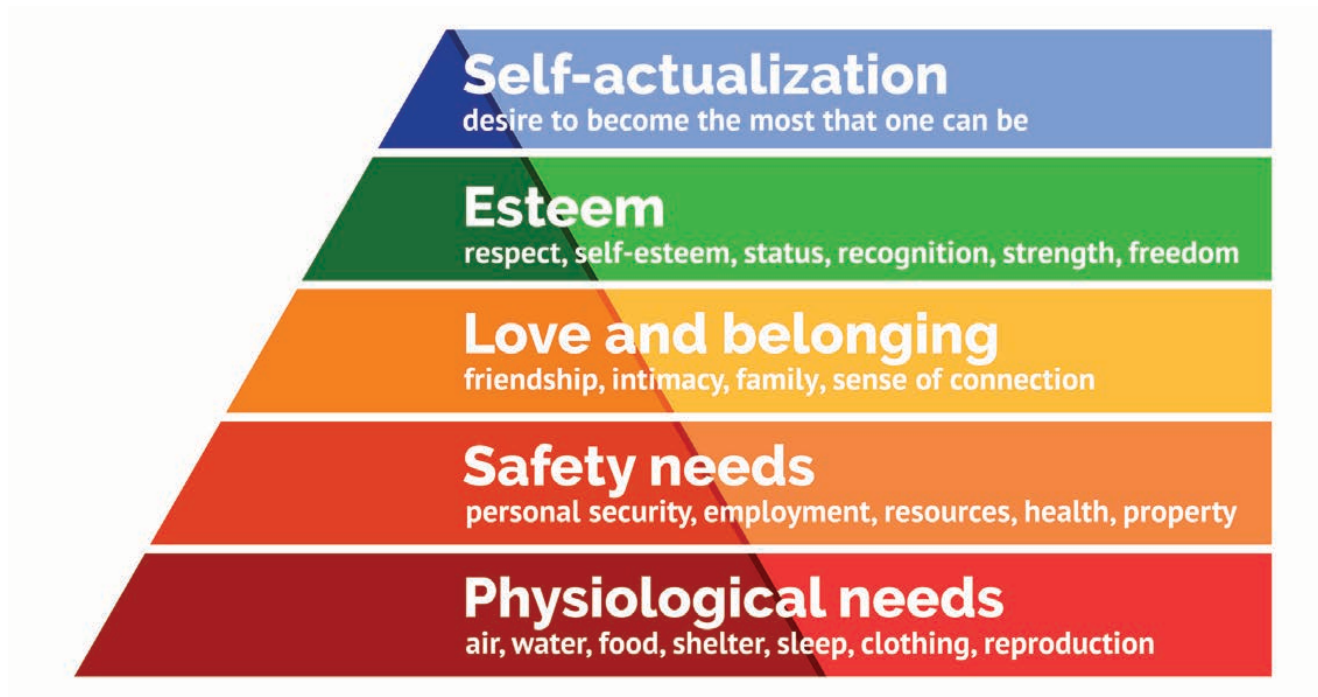 Self-actualization
desire to become the most that one can be
Esteem
respect, self-esteem, status, recognition, strength, freedom
Love and belonging
friendship, intimacy, family, sense of connection
Safety needs
personal security, employment, resources, health, property
Physiological needs
air, water, food, shelter, sleep, clothing, reproduction